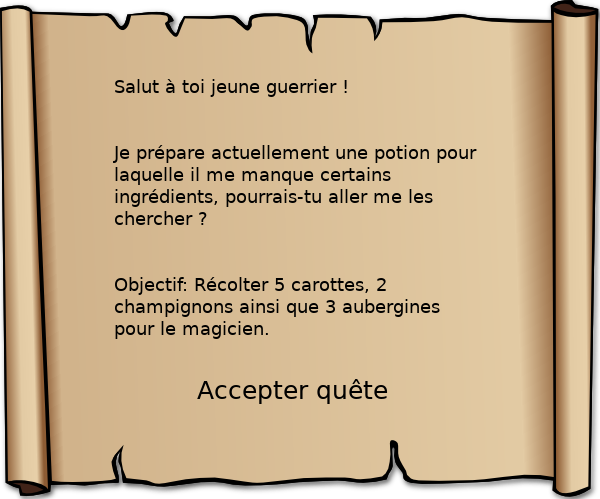 Salut à toi jeune guerrier !
Je prépare actuellement une potion pour
laquelle il me manque certains
ingrédients, pourrais-tu aller me les
chercher ?
Objectif: Récolter 5 carottes, 2
champignons ainsi que 3 aubergines
pour le magicien.
Accepter quête